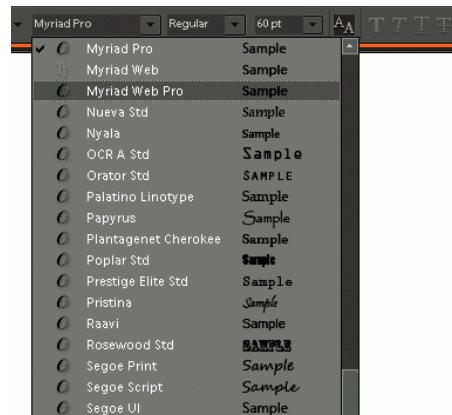 Myriad Pro Regular 60 pt AA T T T T
Myriad Pro Sample
Myriad Web Sample
Myriad Web Pro Sample
Nueva Std Sample
Nyala Sample
OCR A Std Sample
Orator Std SAMPLE
Palatino Linotype Sample
Papyrus Sample
Plantagenet Cherokee Sample
Poplar Std Sample
Prestige Elite Std Sample
Pristina Sample
Raavi Sample
Rosewood Std SAMPLE
Segoe Print Sample
Segoe Script Sample
Segoe UI Sample